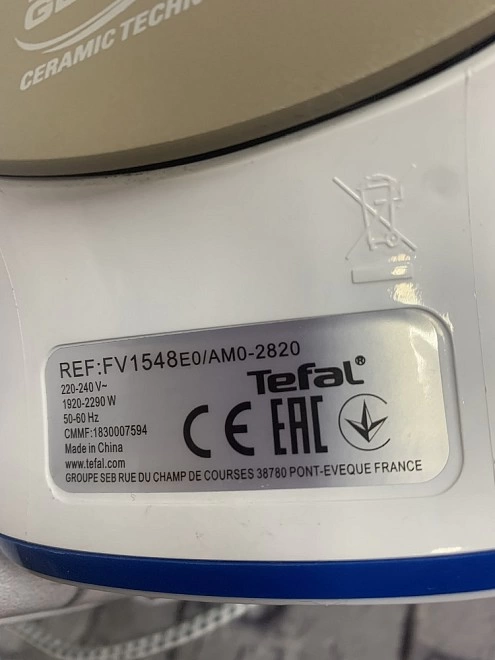 CERAMIC TECHN
REF:FV1548E0/AM0-2820
220-240 V~
1920-2290 W
50-60 Hz
CMMF:1830007594
Made in China
www.tefal.com
Tefal®
CE EAC
GROUPE SEB RUE DU CHAMP DE COURSES 38780 PONT-EVEQUE FRANCE